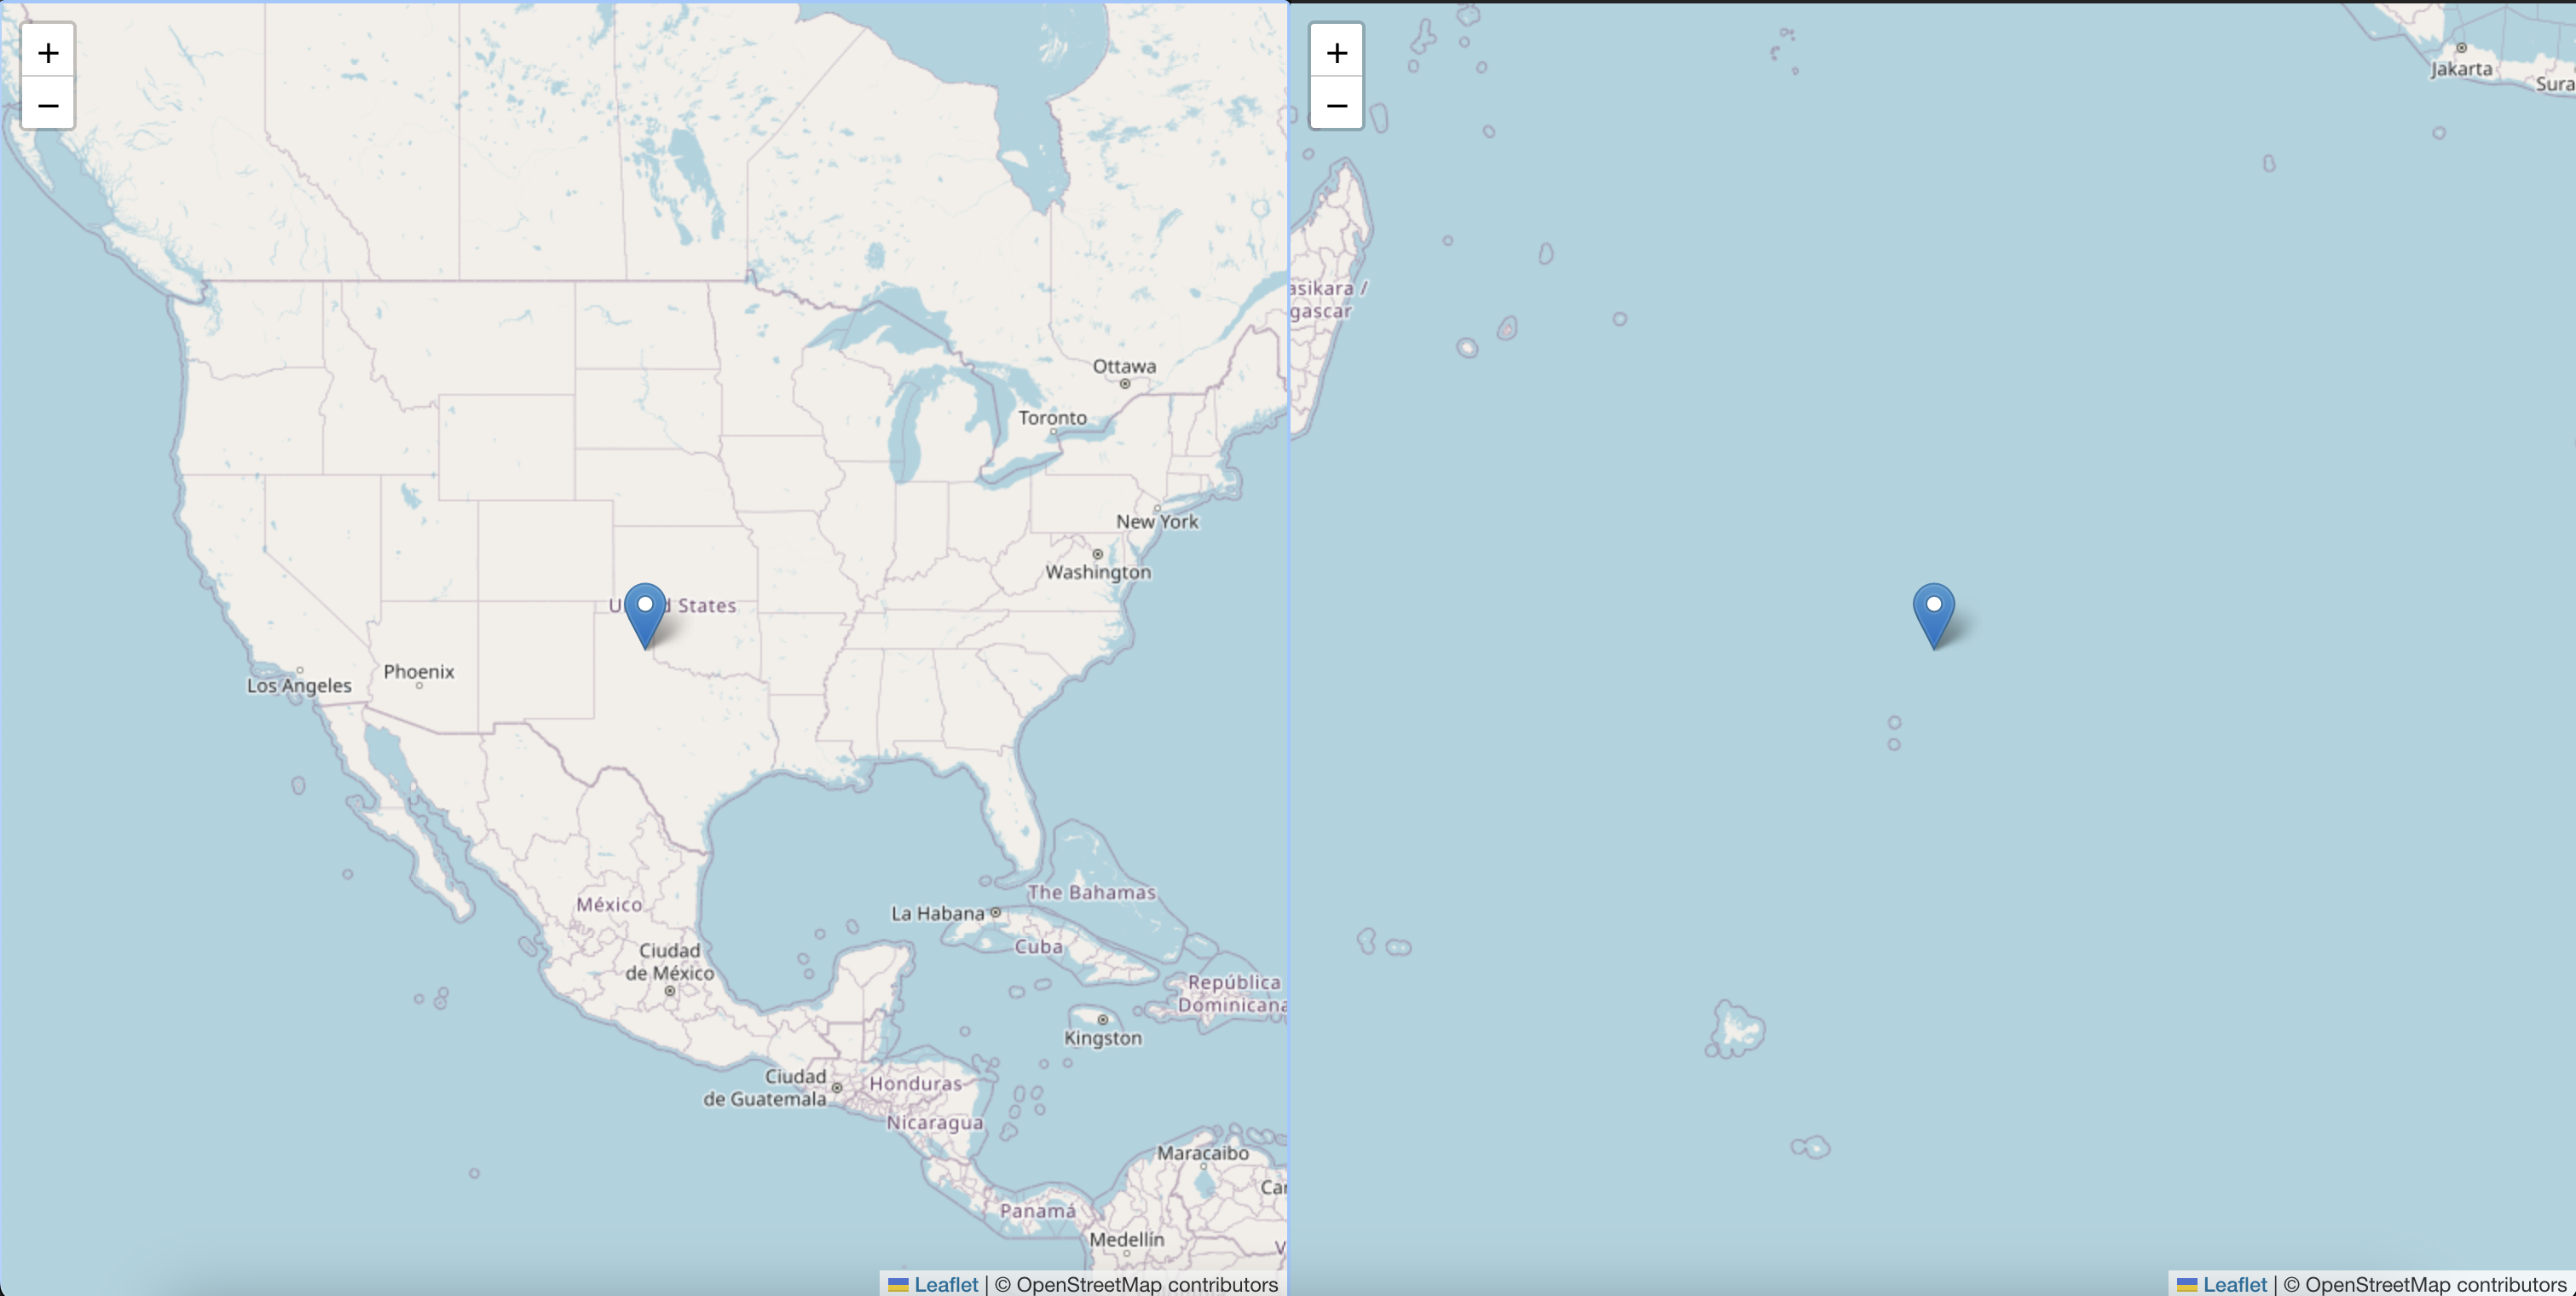 +
−
Ottawa
Toronto
New York
Washington
United States
Phoenix
Los Angeles
The Bahamas
México
La Habana
Cuba
Ciudad
de México
República
Dominicana
Kingston
Ciudad
de Guatemala
Honduras
Nicaragua
Maracaibo
Car
Panamá
Medellín
V
Leaflet | © OpenStreetMap contributors
+
−
Jakarta
Sura
asikara /
gascar
Leaflet | © OpenStreetMap contributors